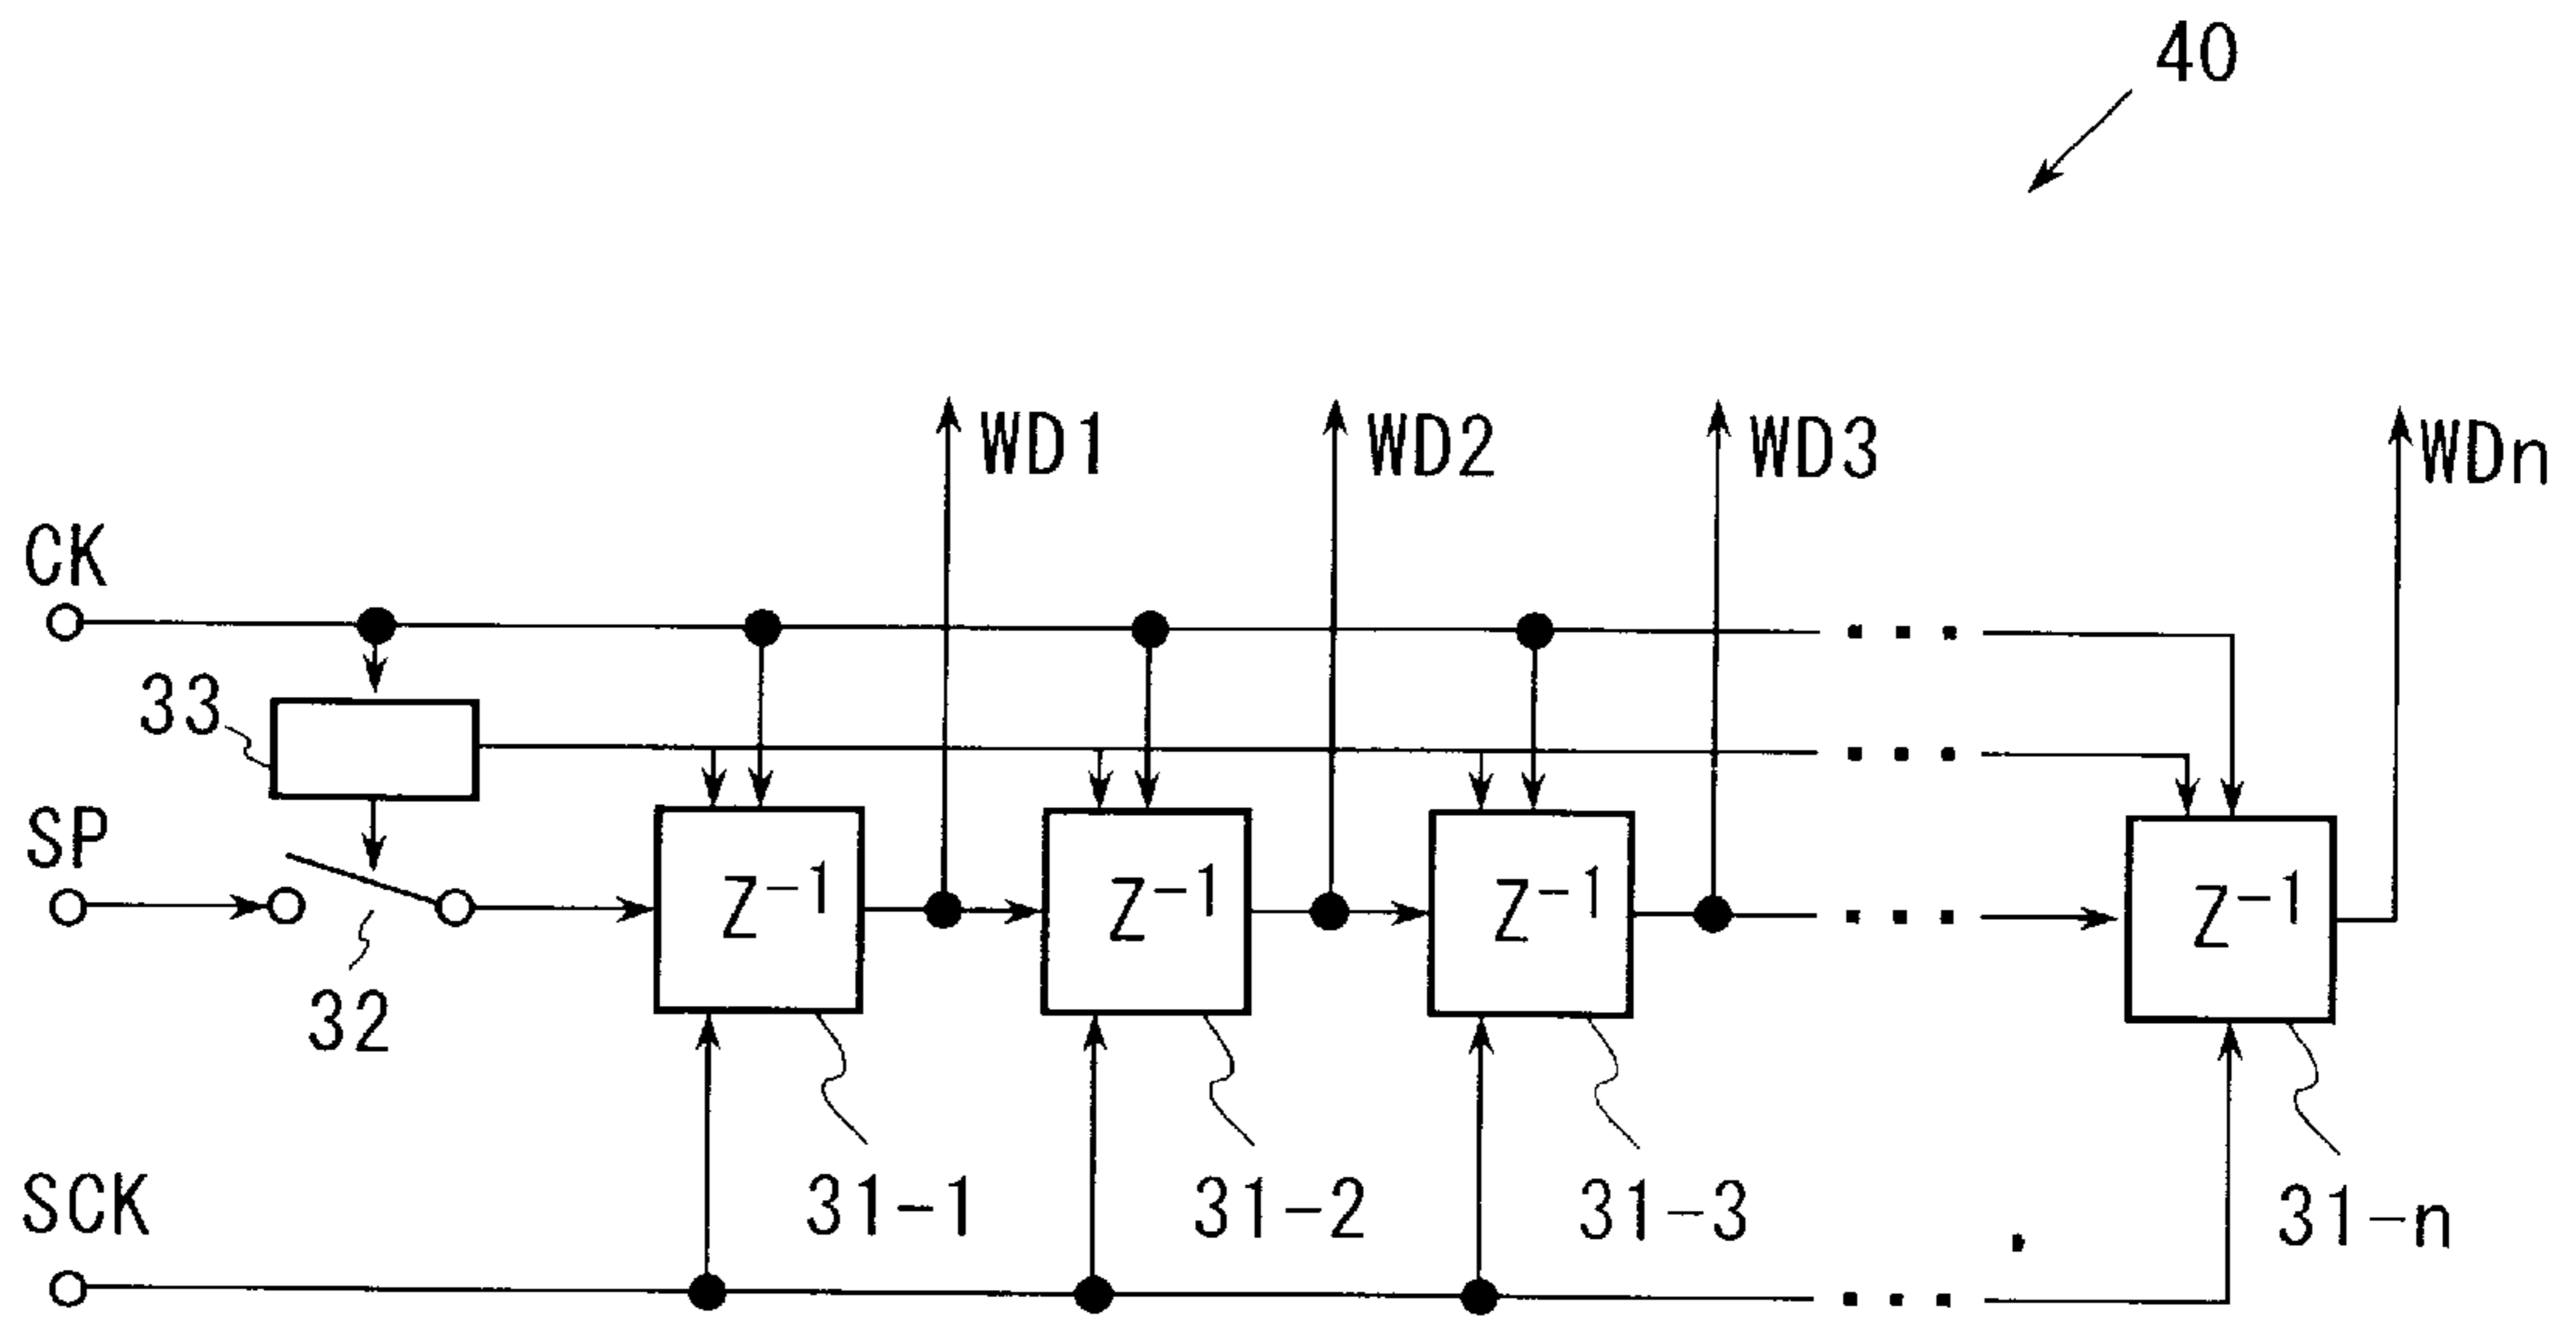 40
WD1 WD2 WD3 WDn
CK
33
SP
Z⁻¹ Z⁻¹ Z⁻¹ Z⁻¹
32
SCK
31-1 31-2 31-3 31-n